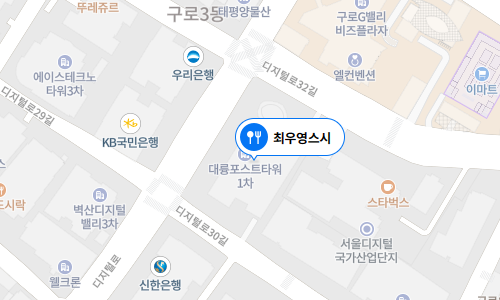 뚜레쥬르
구로3동
태평양물산
구로G밸리
비즈플라자
우리은행
에이스테크노
타워3차
디지털로32길
엘컨벤션
이마트
디지털로29길
KB국민은행
최우영스시
대륭포스트타워
1차
스타벅스
도시락
벽산디지털
밸리3차
디지털로30길
서울디지털
국가산업단지
디지털로
웰크론
신한은행